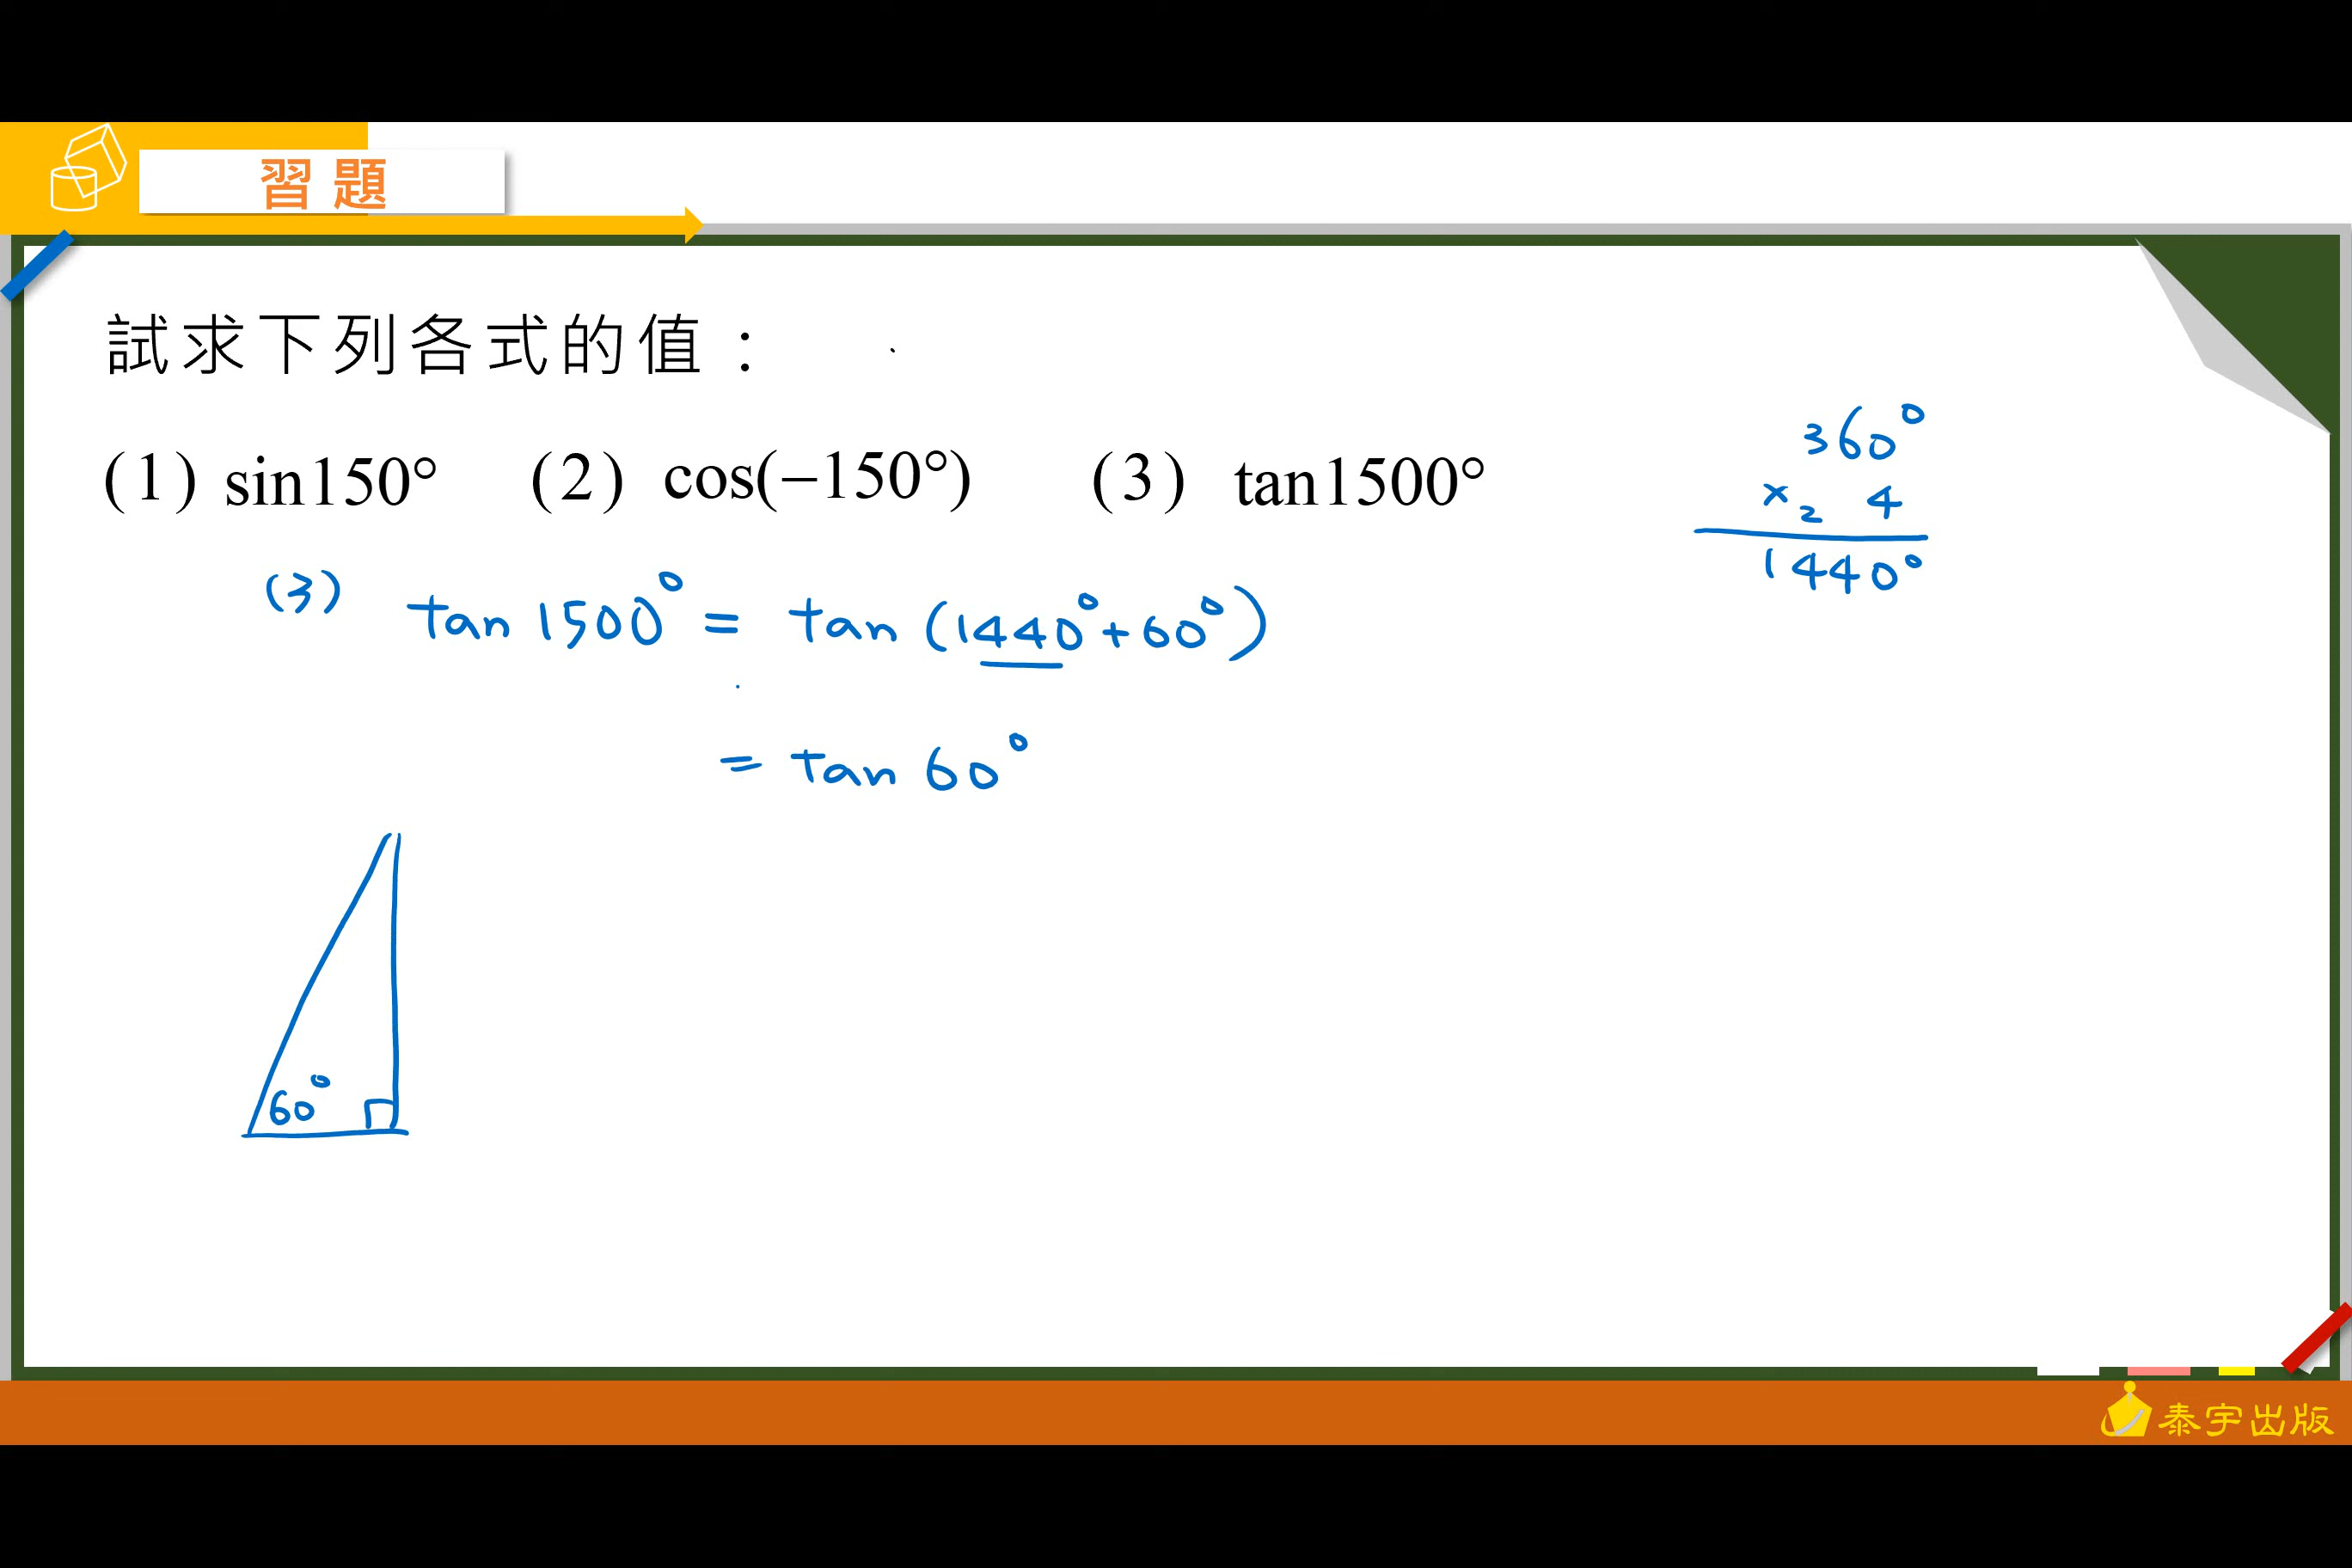 習題
試求下列各式的值：
(1) sin150° (2) cos(−150°) (3) tan1500°
360°
× 2 4
1440°
(3) tan 1500° = tan (1440° + 60°)
= tan 60°
60°
泰宇出版